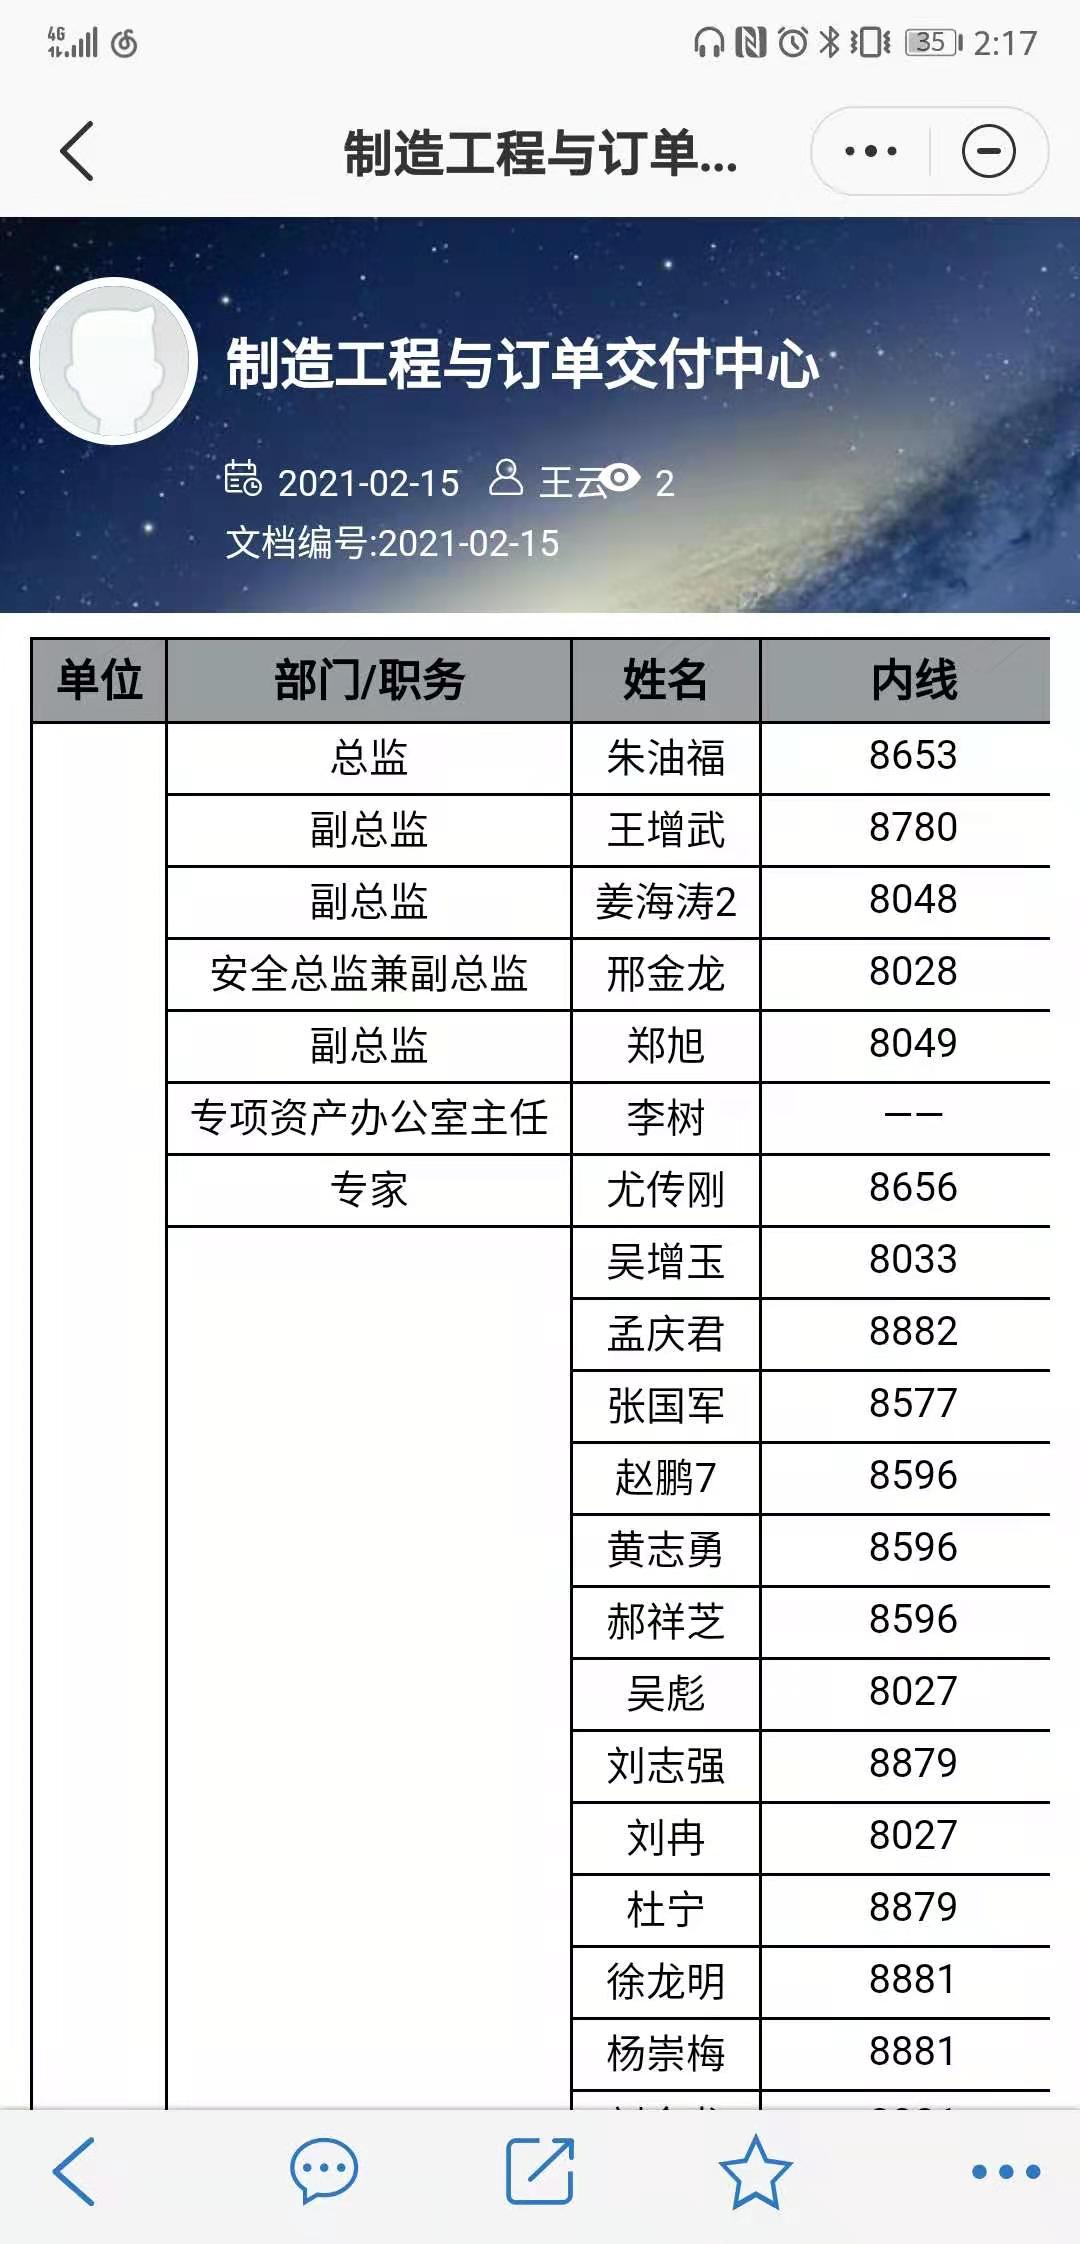 4G
35 2:17
制造工程与订单...
制造工程与订单交付中心
2021-02-15 王云 2
文档编号:2021-02-15
单位 部门/职务 姓名 内线
总监 朱油福 8653
副总监 王增武 8780
副总监 姜海涛2 8048
安全总监兼副总监 邢金龙 8028
副总监 郑旭 8049
专项资产办公室主任 李树 ——
专家 尤传刚 8656
吴增玉 8033
孟庆君 8882
张国军 8577
赵鹏7 8596
黄志勇 8596
郝祥芝 8596
吴彪 8027
刘志强 8879
刘冉 8027
杜宁 8879
徐龙明 8881
杨崇梅 8881